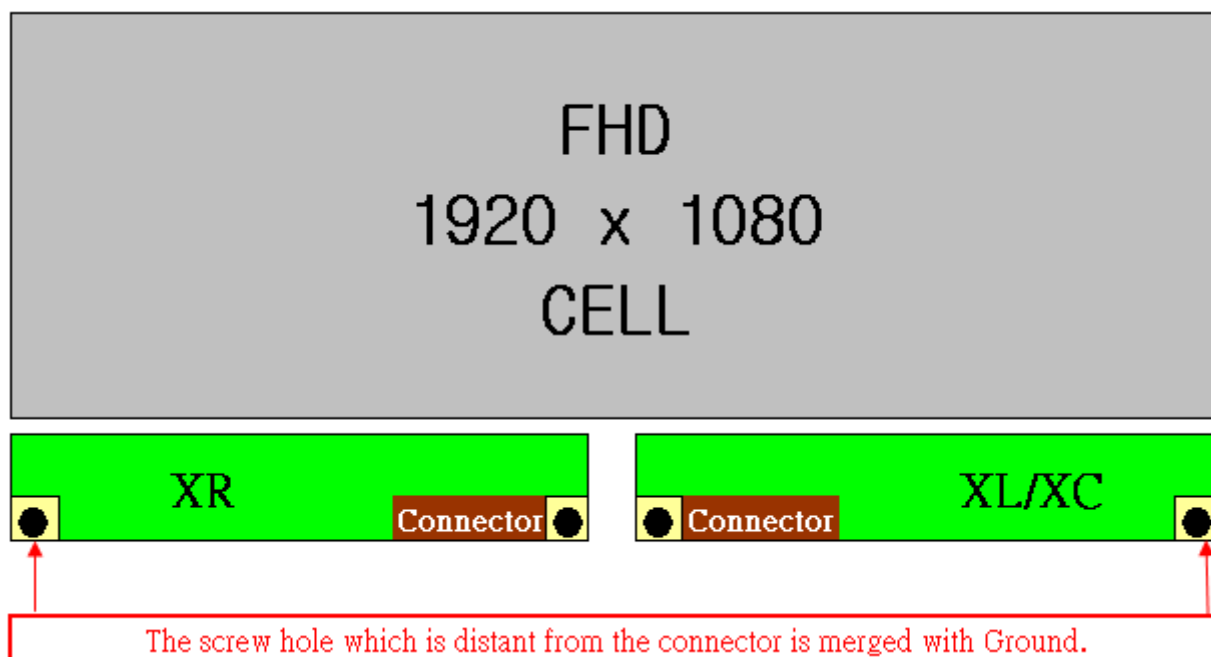 FHD
1920 x 1080
CELL
XR
XL/XC
Connector
Connector
The screw hole which is distant from the connector is merged with Ground.